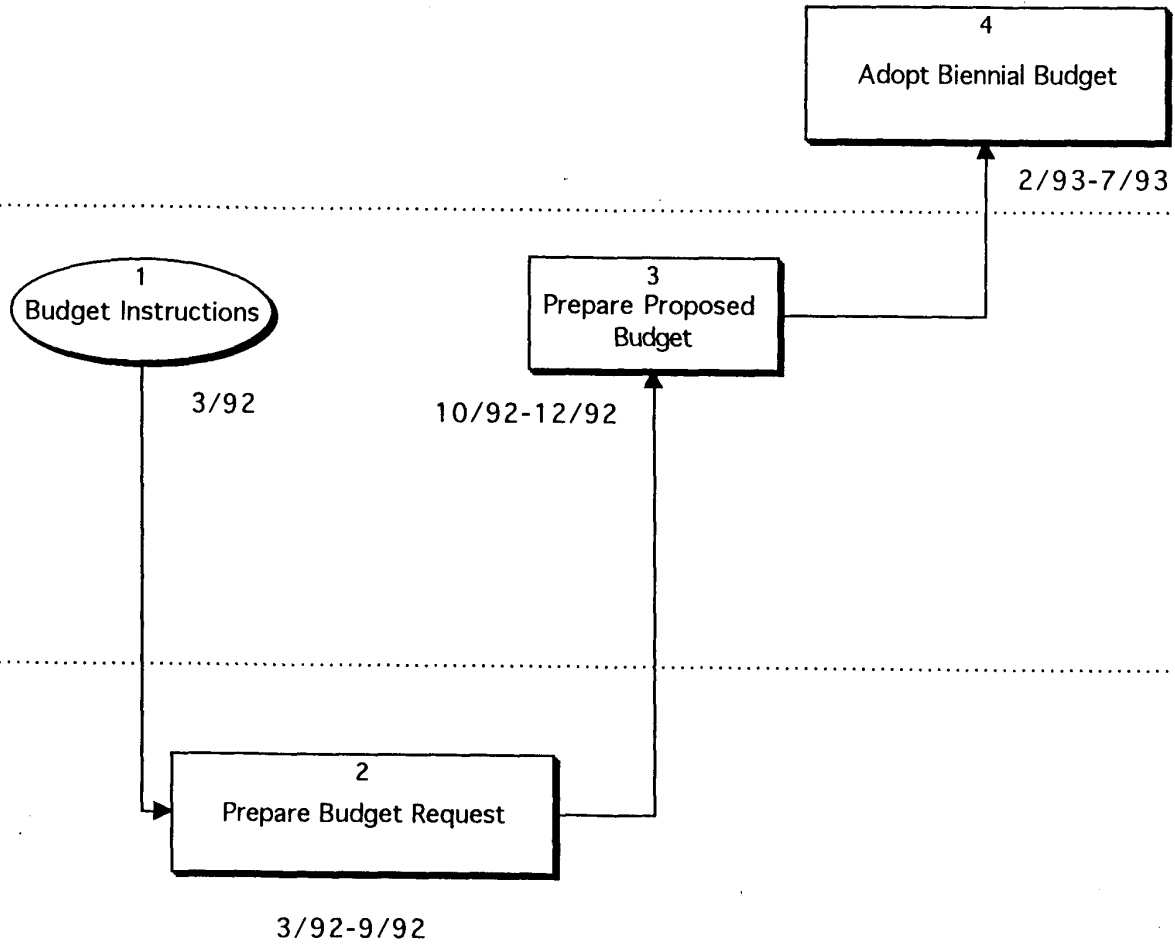 4
Adopt Biennial Budget
2/93-7/93
1
Budget Instructions
3/92
3
Prepare Proposed
Budget
10/92-12/92
2
Prepare Budget Request
3/92-9/92